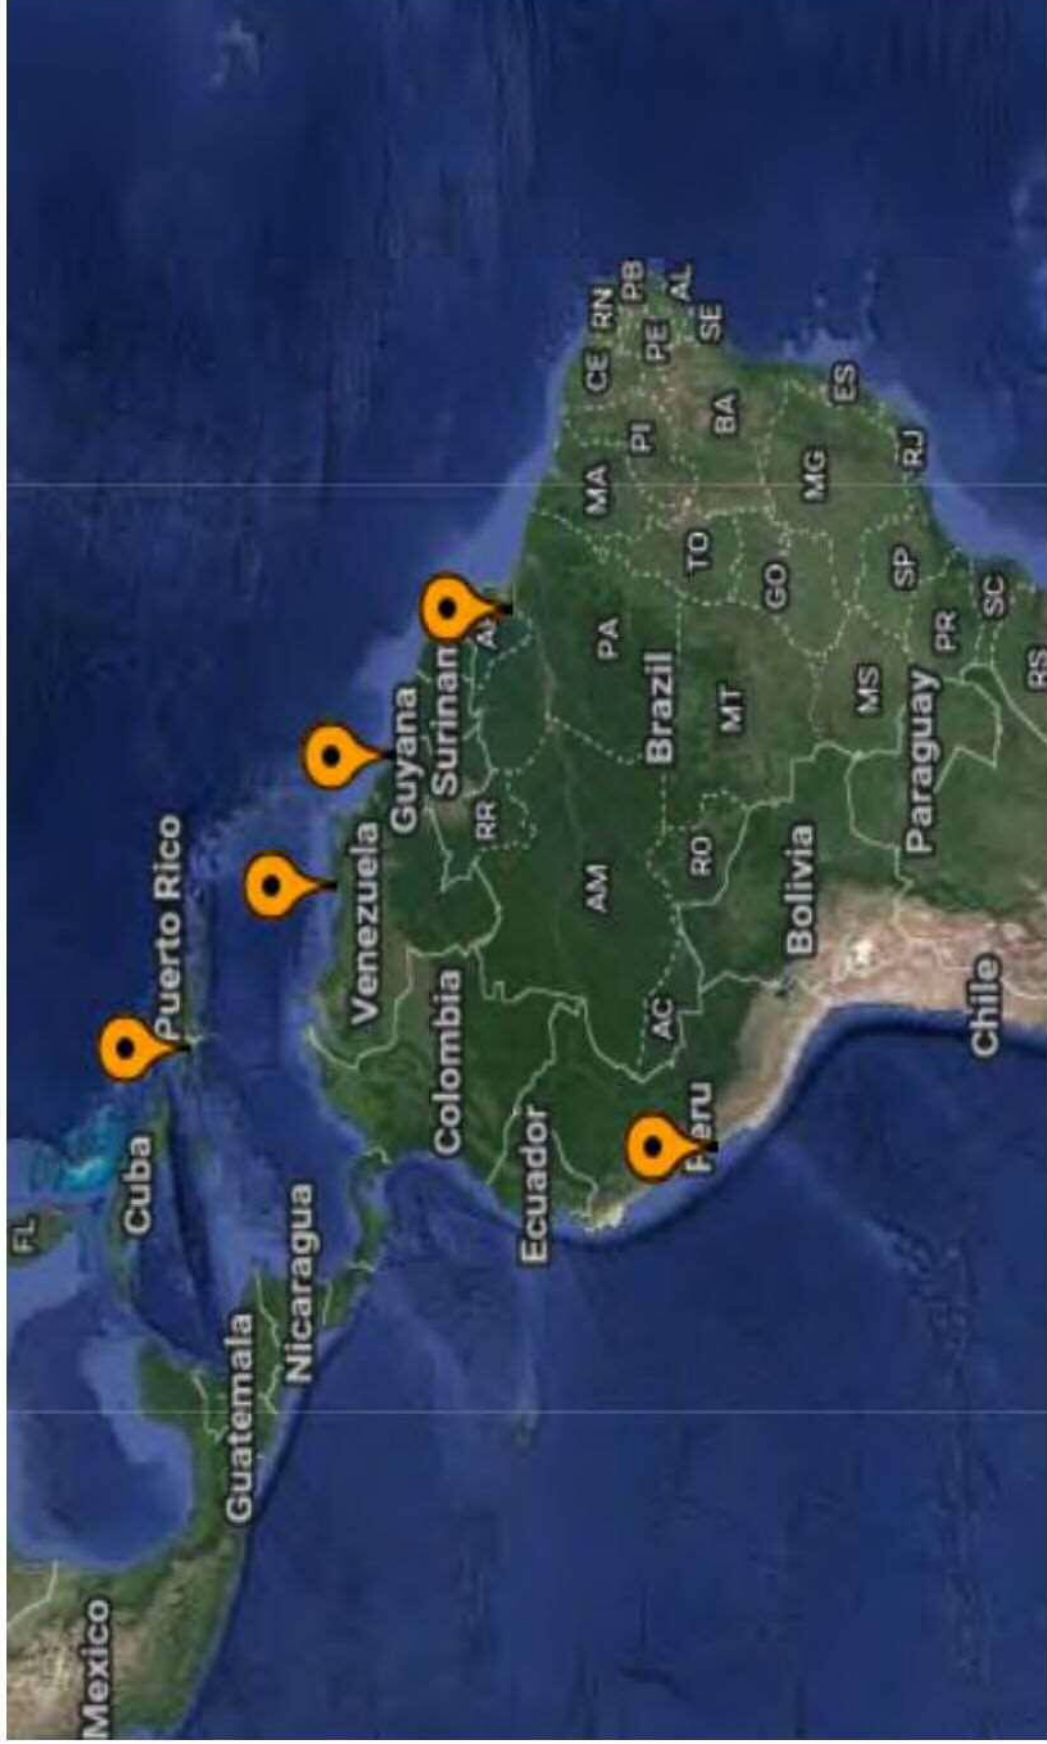 Mexico
FL
Cuba
Puerto Rico
Guatemala
Nicaragua
Venezuela
Guyana
Colombia
Surinam
RR
Ecuador
AM
PA
MA
CE
RN
PB
PI
PE
AL
SE
Peru
AC
RO
Brazil
MT
TO
BA
GO
MG
ES
Bolivia
MS
SP
RJ
Paraguay
PR
SC
RS
Chile